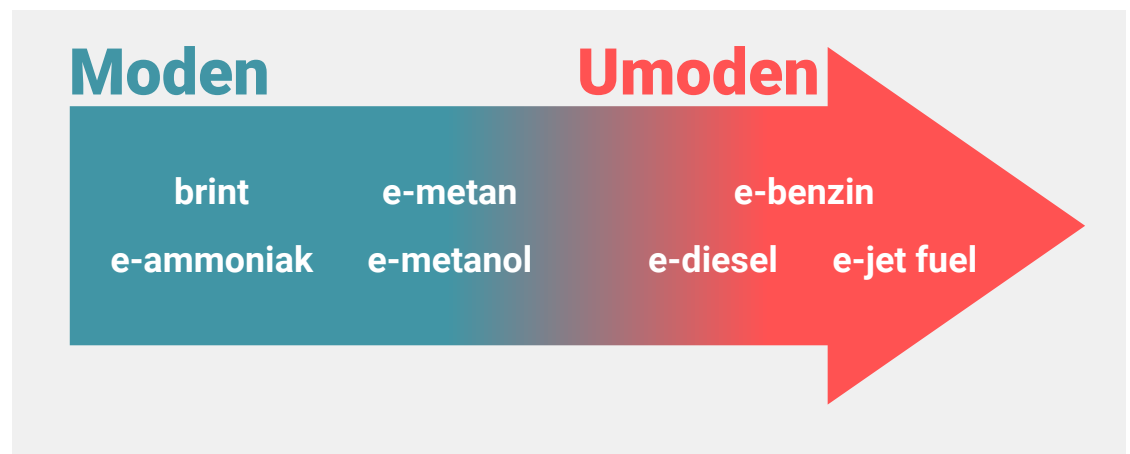 Moden Umoden
brint e-metan e-benzin
e-ammoniak e-metanol e-diesel e-jet fuel